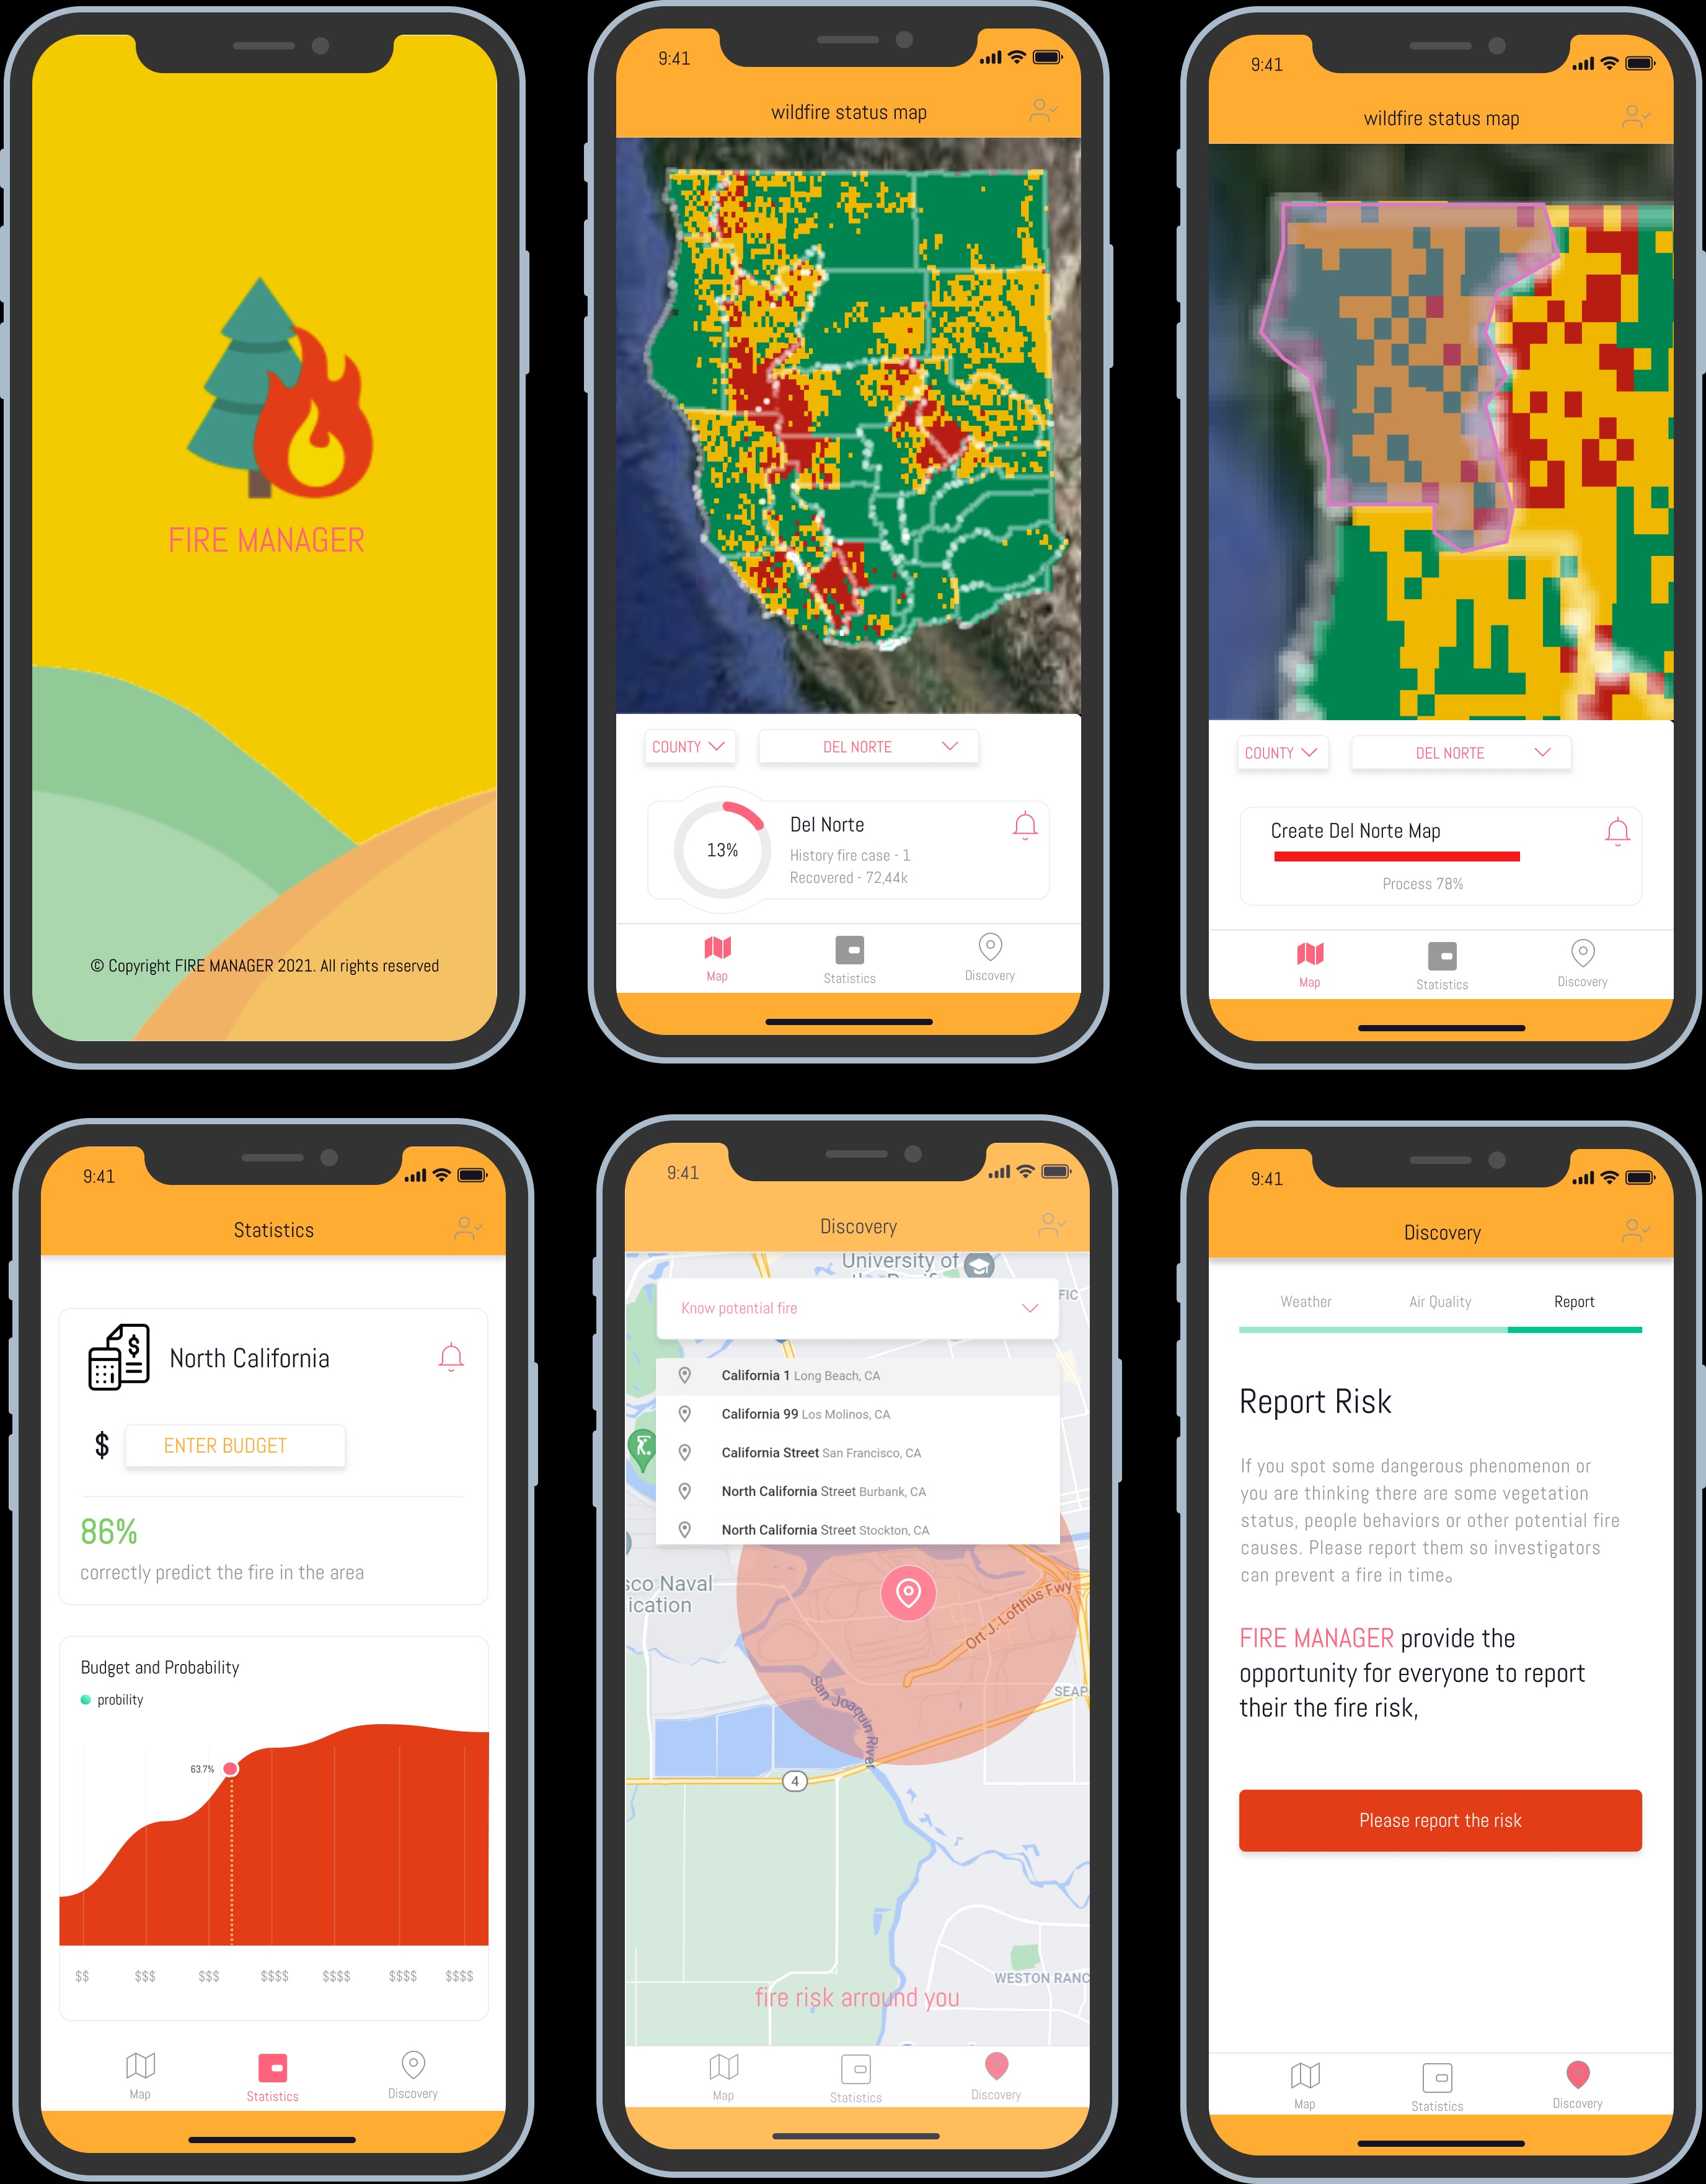 FIRE MANAGER
© Copyright FIRE MANAGER 2021. All rights reserved
9:41
wildfire status map
COUNTY
DEL NORTE
13%
Del Norte
History fire case - 1
Recovered - 72,44k
Map
Statistics
Discovery
9:41
wildfire status map
COUNTY
DEL NORTE
Create Del Norte Map
Process 78%
Map
Statistics
Discovery
9:41
Statistics
$
North California
$
ENTER BUDGET
86%
correctly predict the fire in the area
Budget and Probability
probility
63.7%
$$ $$$ $$$ $$$$ $$$$ $$$$ $$$$
Map
Statistics
Discovery
9:41
Discovery
University of
FIC
Know potential fire
California 1 Long Beach, CA
California 99 Los Molinos, CA
California Street San Francisco, CA
North California Street Burbank, CA
North California Street Stockton, CA
sco Naval
ication
Ort J. Lofthus Fwy
San Joaquin River
SEAP
4
WESTON RANC
fire risk arround you
Map
Statistics
Discovery
9:41
Discovery
Weather
Air Quality
Report
Report Risk
If you spot some dangerous phenomenon or
you are thinking there are some vegetation
status, people behaviors or other potential fire
causes. Please report them so investigators
can prevent a fire in time。
FIRE MANAGER provide the
opportunity for everyone to report
their the fire risk,
Please report the risk
Map
Statistics
Discovery